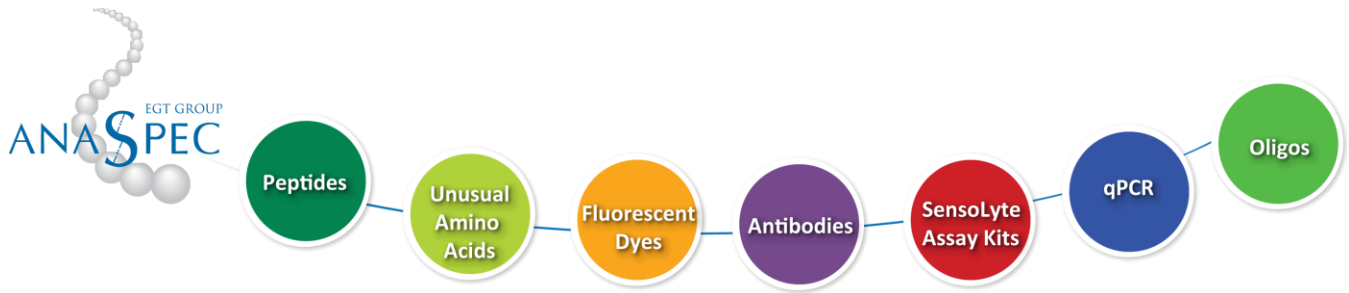 EGT GROUP
ANASPEC
Peptides
Unusual
Amino
Acids
Fluorescent
Dyes
Antibodies
SensoLyte
Assay Kits
qPCR
Oligos